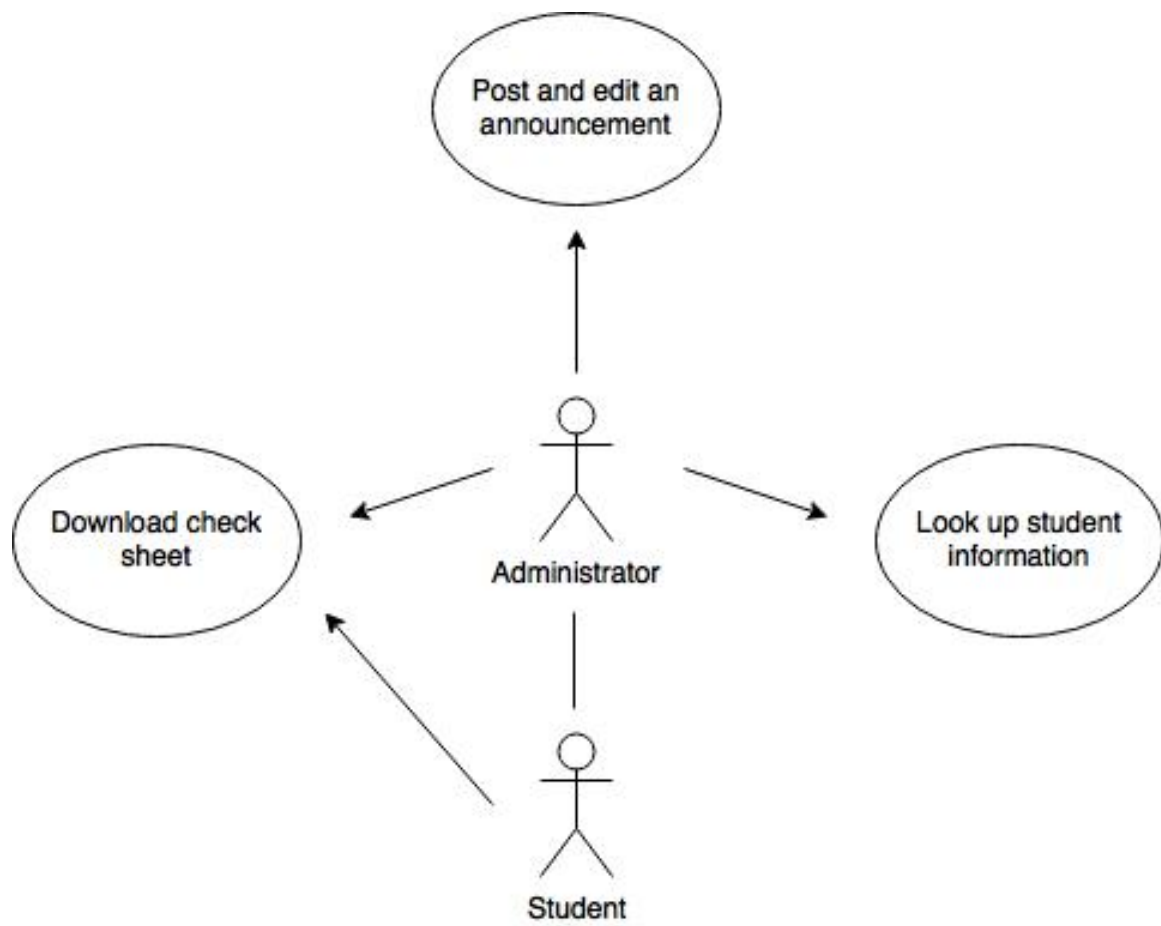 Post and edit an
announcement
Download check
sheet
Administrator
Look up student
information
Student